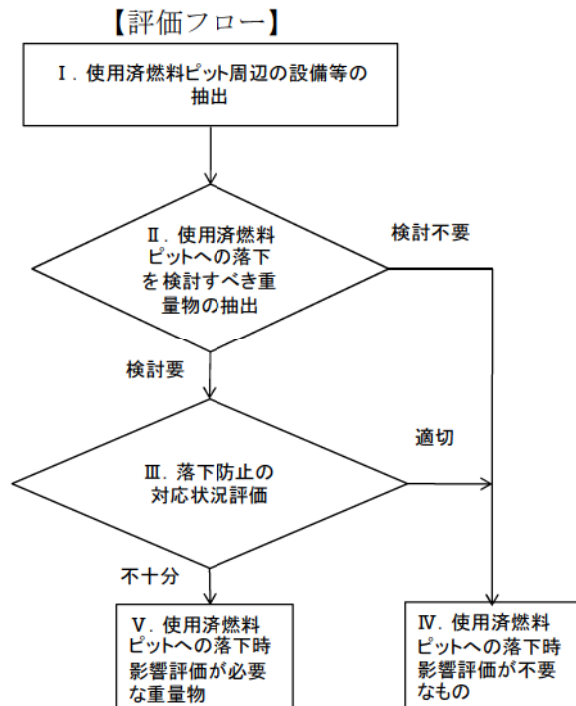 【評価フロー】
Ⅰ．使用済燃料ピット周辺の設備等の
抽出
Ⅱ．使用済燃料
ピットへの落下
を検討すべき重
量物の抽出
検討不要
検討要
適切
Ⅲ．落下防止の
対応状況評価
不十分
Ⅴ．使用済燃料
ピットへの落下時
影響評価が必要
な重量物
Ⅳ．使用済燃料
ピットへの落下時
影響評価が不要
なもの